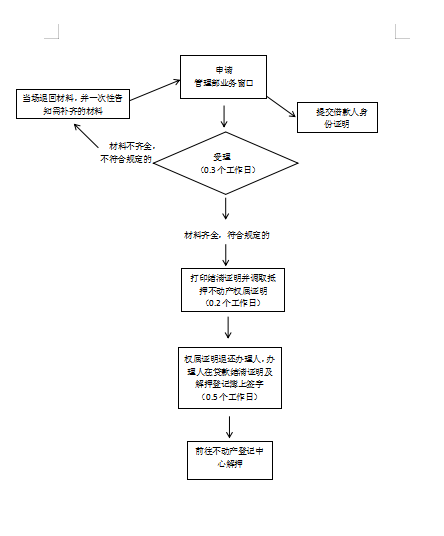 申请
管理部业务窗口
当场退回材料，并一次性告
知需补齐的材料
提交借款人身
份证明
材料不齐全，
不符合规定的
受理
（0.3个工作日）
材料齐全，符合规定的
打印结清证明并调取抵
押不动产权属证明
（0.2个工作日）
权属证明退还办理人，办
理人在贷款结清证明及
解押登记簿上签字
（0.5个工作日）
前往不动产登记中
心解押